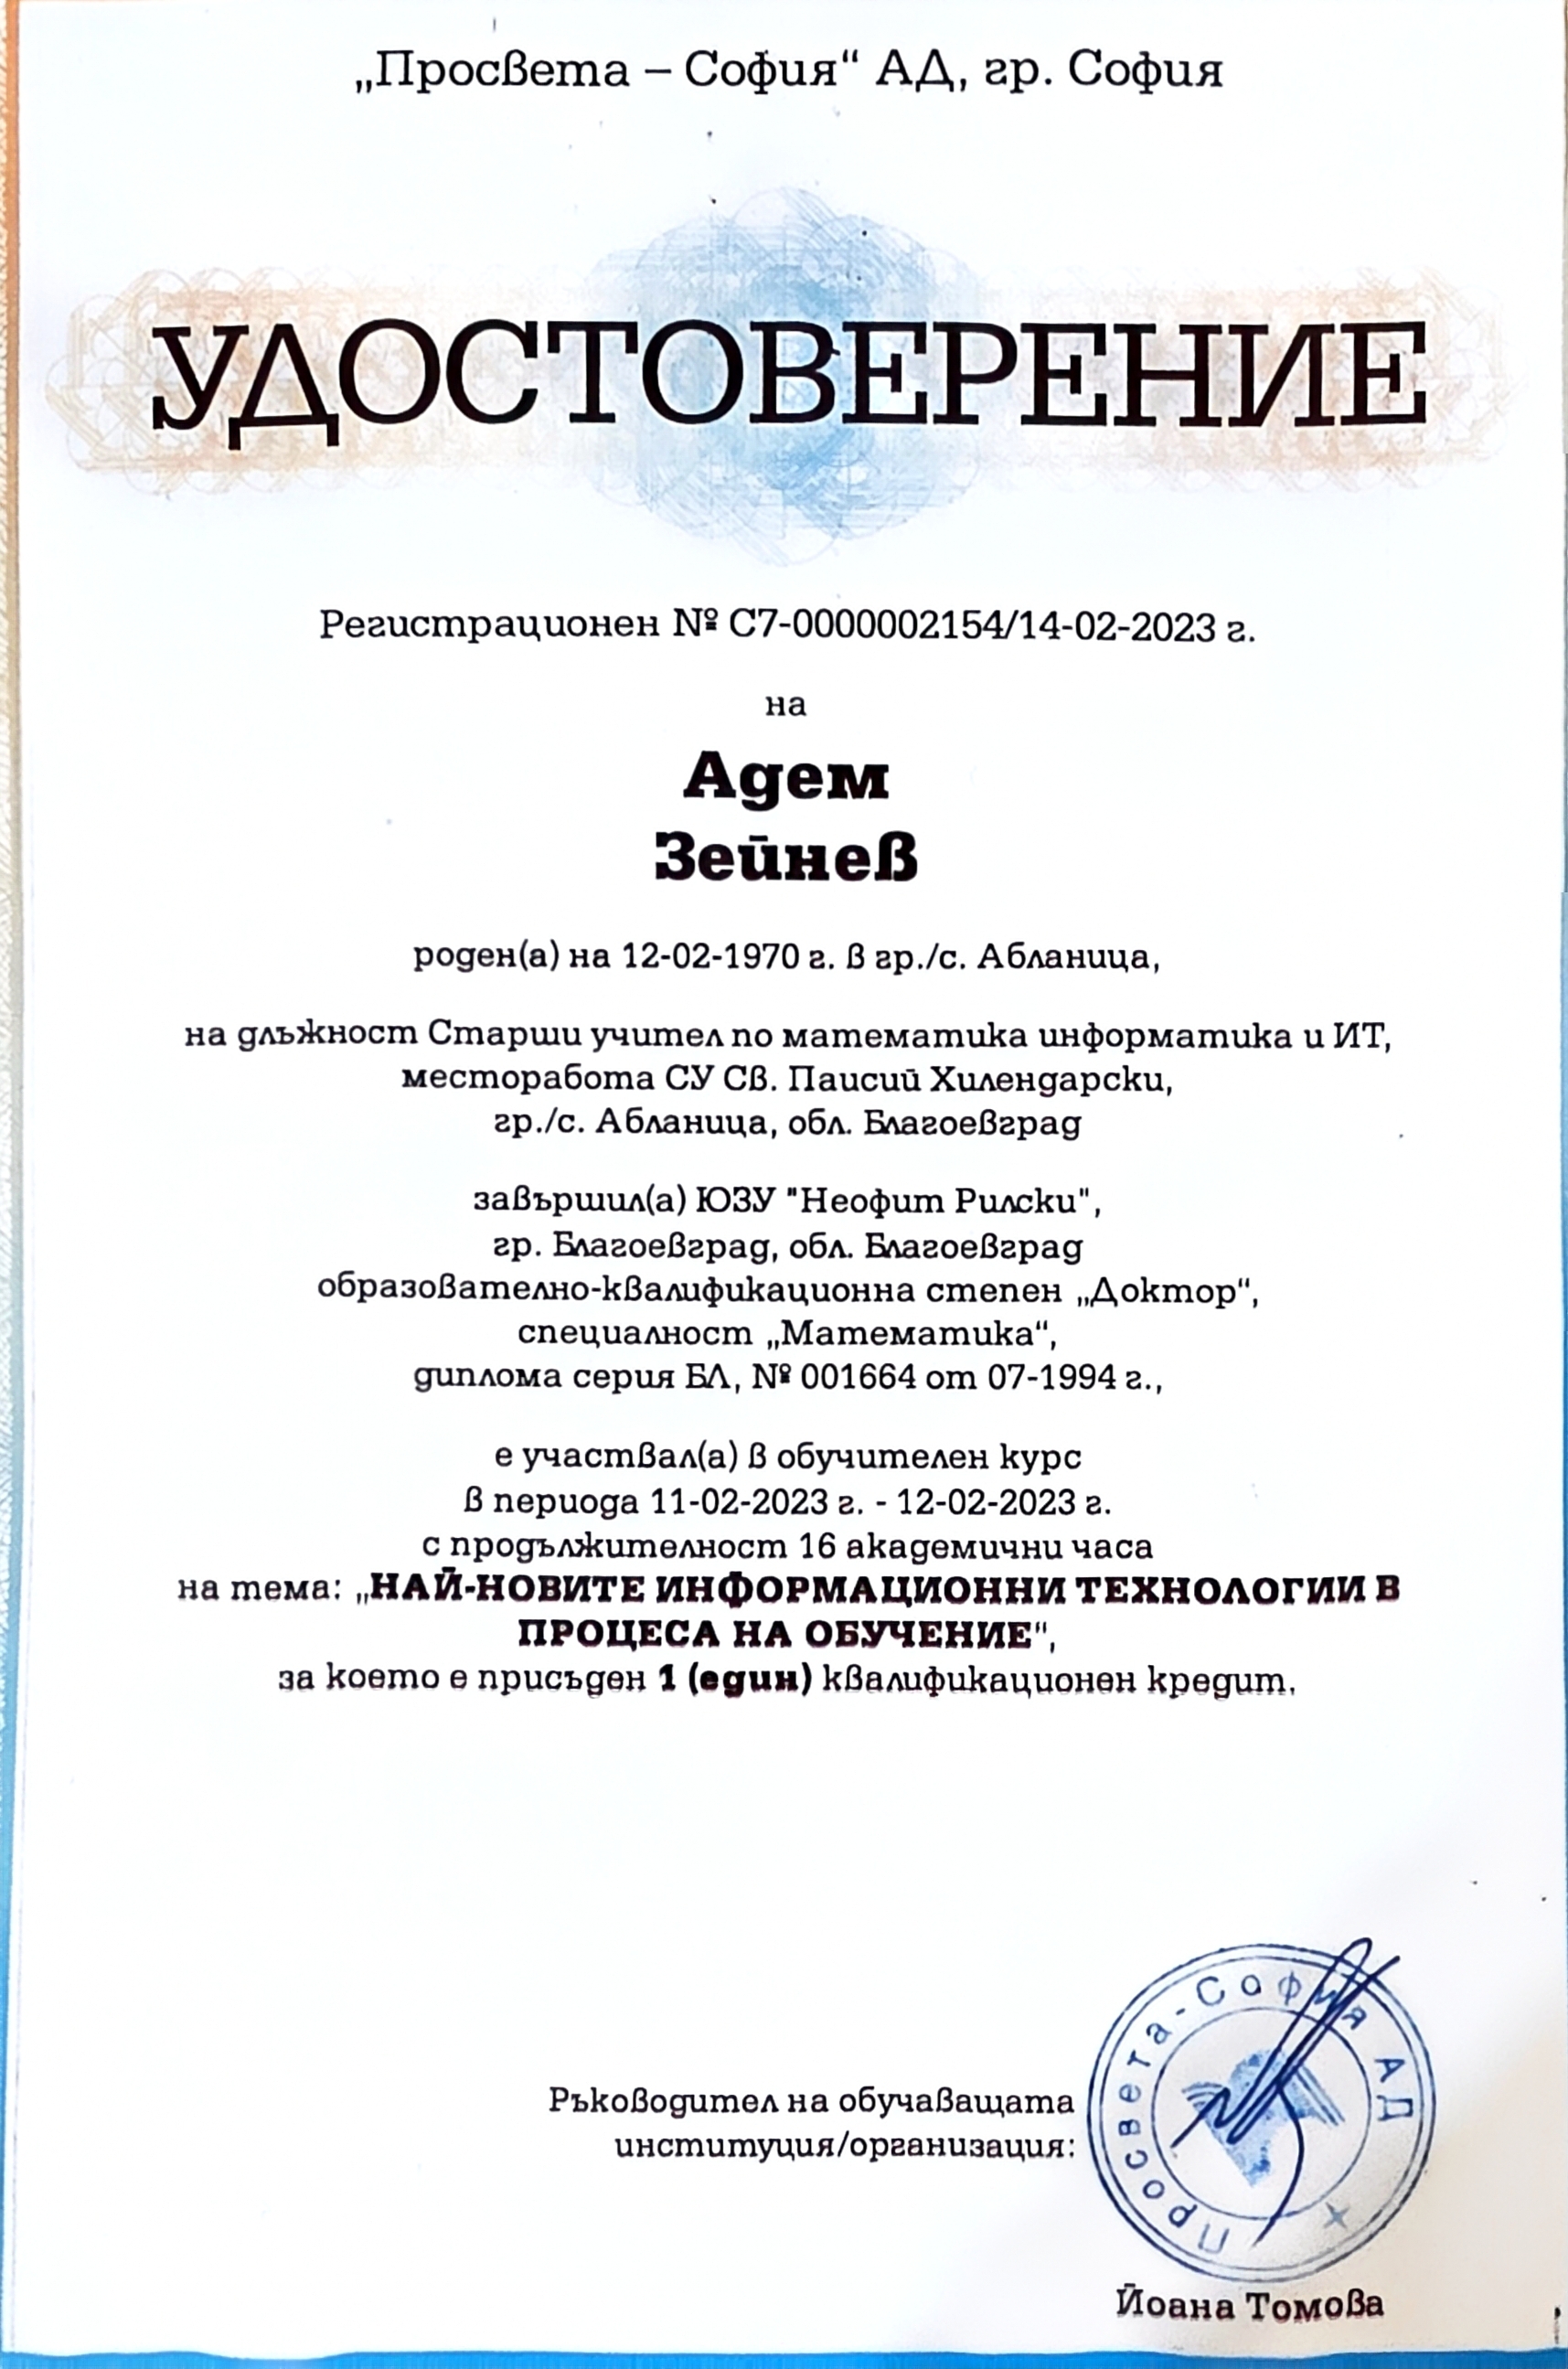 „Просвета – София“ АД, гр. София
УДОСТОВЕРЕНИЕ
Регистрационен № С7-0000002154/14-02-2023 г.
на
Адем
Зейнев
роден(а) на 12-02-1970 г. в гр./с. Абланица,
на длъжност Старши учител по математика информатика и ИТ,
месторабота СУ Св. Паисий Хилендарски,
гр./с. Абланица, обл. Благоевград
завършил(а) ЮЗУ "Неофит Рилски",
гр. Благоевград, обл. Благоевград
образователно-квалификационна степен „Доктор“,
специалност „Математика“,
диплома серия БЛ, № 001664 от 07-1994 г.,
е участвал(а) в обучителен курс
в периода 11-02-2023 г. - 12-02-2023 г.
с продължителност 16 академични часа
на тема: „НАЙ-НОВИТЕ ИНФОРМАЦИОННИ ТЕХНОЛОГИИ В
ПРОЦЕСА НА ОБУЧЕНИЕ“,
за което е присъден 1 (един) квалификационен кредит.
Ръководител на обучаващата
институция/организация:
Просвета-София АД
Йоана Томова